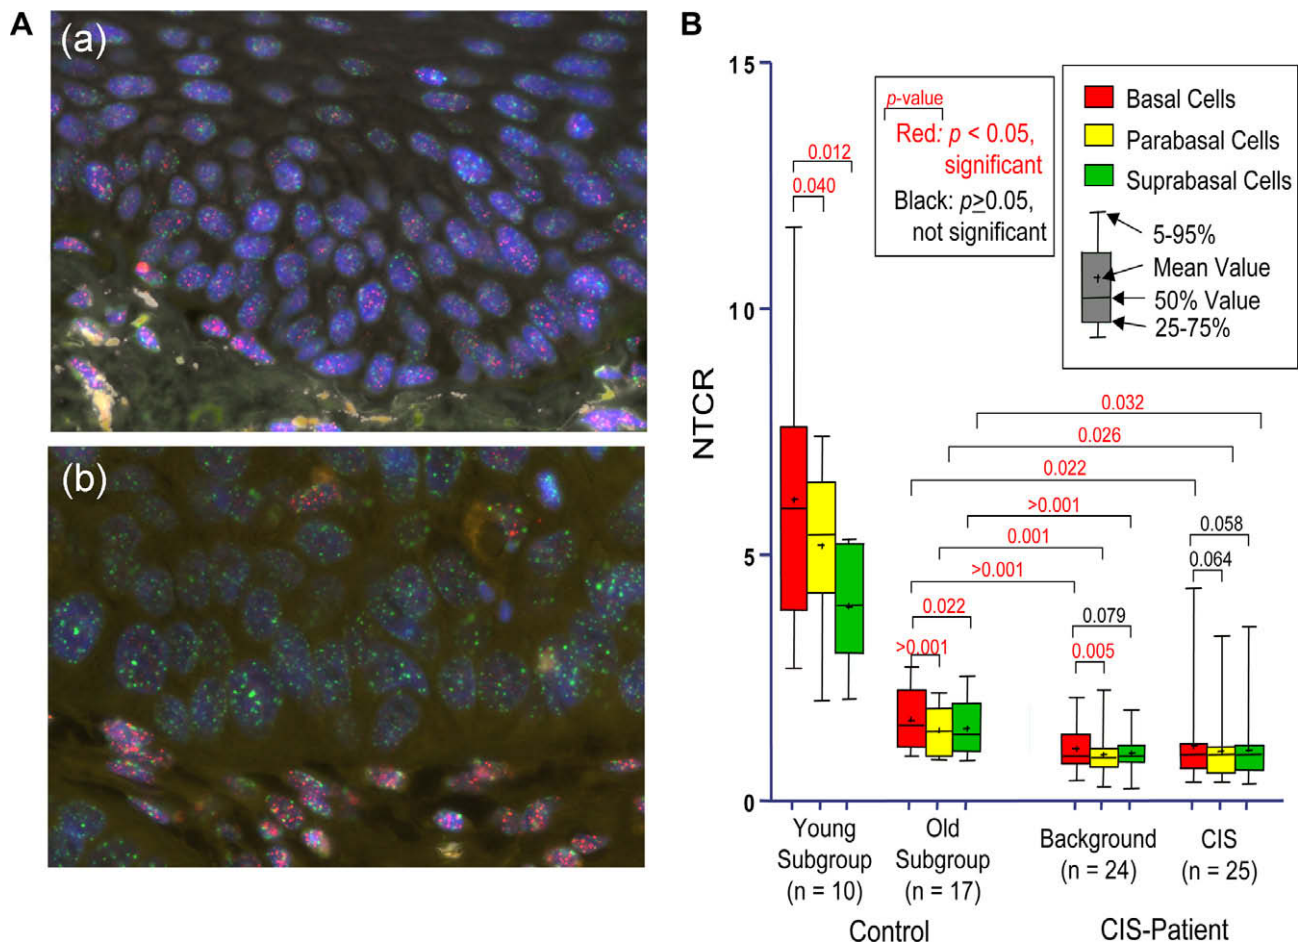 A
(a)
(b)
B
15
10
5
0
NTCR
p-value
Red: p < 0.05,
significant
Black: p≥0.05,
not significant
Basal Cells
Parabasal Cells
Suprabasal Cells
5-95%
Mean Value
50% Value
25-75%
0.012
0.040
0.032
0.026
0.022
>0.001
0.001
>0.001
0.022
>0.001
0.079
0.005
0.058
0.064
Young
Subgroup
(n = 10)
Old
Subgroup
(n = 17)
Background
(n = 24)
CIS
(n = 25)
Control
CIS-Patient